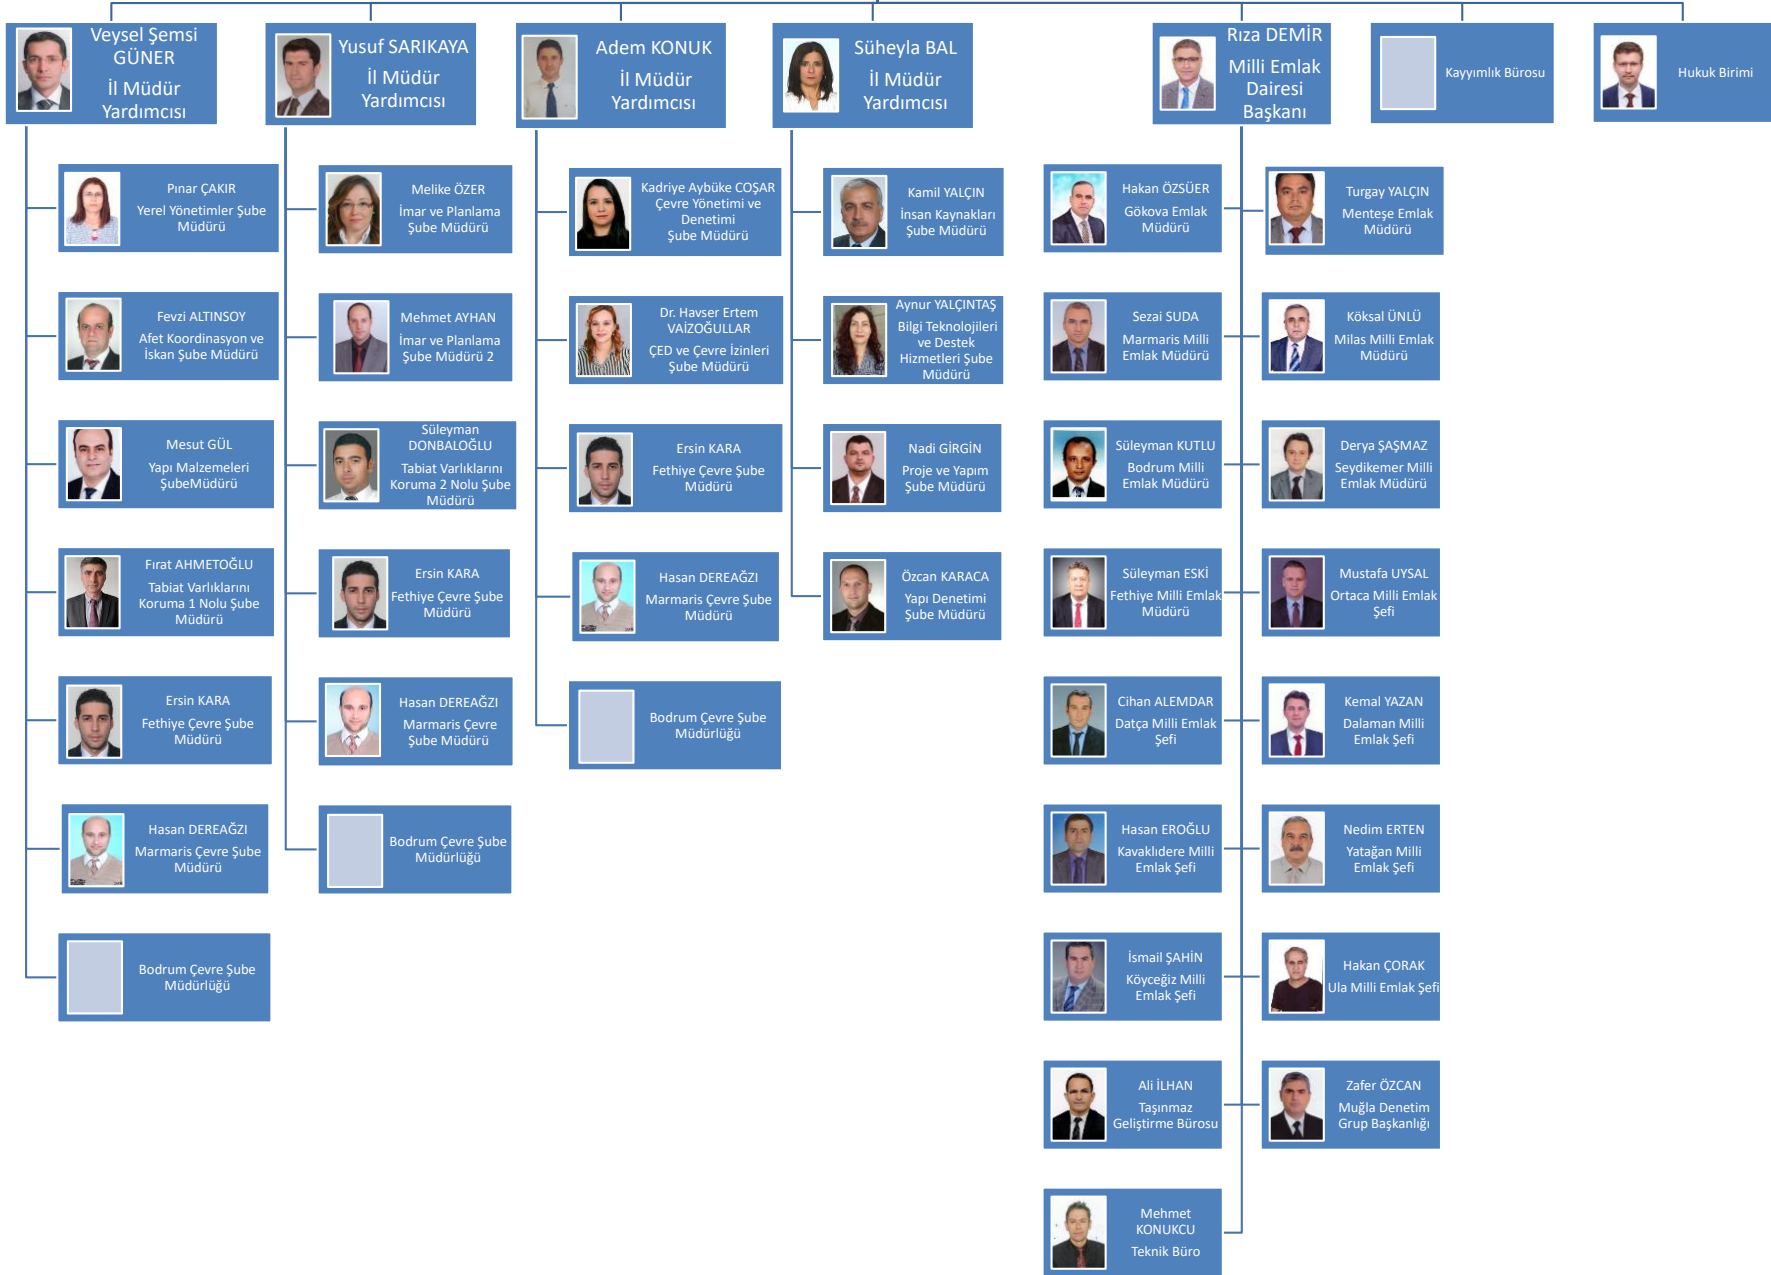 Veysel Şemsi
GÜNER
İl Müdür
Yardımcısı
Yusuf SARIKAYA
İl Müdür
Yardımcısı
Adem KONUK
İl Müdür
Yardımcısı
Süheyla BAL
İl Müdür
Yardımcısı
Rıza DEMİR
Milli Emlak
Dairesi
Başkanı
Kayyımlık Bürosu
Hukuk Birimi
Pınar ÇAKIR
Yerel Yönetimler Şube
Müdürü
Fevzi ALTINSOY
Afet Koordinasyon ve
İskan Şube Müdürü
Mesut GÜL
Yapı Malzemeleri
ŞubeMüdürü
Fırat AHMETOĞLU
Tabiat Varlıklarını
Koruma 1 Nolu Şube
Müdürü
Ersin KARA
Fethiye Çevre Şube
Müdürü
Hasan DEREAĞZI
Marmaris Çevre Şube
Müdürü
Bodrum Çevre Şube
Müdürlüğü
Melike ÖZER
İmar ve Planlama
Şube Müdürü
Mehmet AYHAN
İmar ve Planlama
Şube Müdürü 2
Süleyman
DONBALOĞLU
Tabiat Varlıklarını
Koruma 2 Nolu Şube
Müdürü
Ersin KARA
Fethiye Çevre Şube
Müdürü
Hasan DEREAĞZI
Marmaris Çevre
Şube Müdürü
Bodrum Çevre Şube
Müdürlüğü
Kadriye Aybüke COŞAR
Çevre Yönetimi ve
Denetimi
Şube Müdürü
Dr. Havser Ertem
VAİZOĞULLAR
ÇED ve Çevre İzinleri
Şube Müdürü
Ersin KARA
Fethiye Çevre Şube
Müdürü
Hasan DEREAĞZI
Marmaris Çevre Şube
Müdürü
Bodrum Çevre Şube
Müdürlüğü
Kamil YALÇIN
İnsan Kaynakları
Şube Müdürü
Aynur YALÇINTAŞ
Bilgi Teknolojileri
ve Destek
Hizmetleri Şube
Müdürü
Nadi GİRGİN
Proje ve Yapım
Şube Müdürü
Özcan KARACA
Yapı Denetimi
Şube Müdürü
Hakan ÖZSÜER
Gökova Emlak
Müdürü
Turgay YALÇIN
Menteşe Emlak
Müdürü
Sezai SUDA
Marmaris Milli
Emlak Müdürü
Köksal ÜNLÜ
Milas Milli Emlak
Müdürü
Süleyman KUTLU
Bodrum Milli
Emlak Müdürü
Derya ŞAŞMAZ
Seydikemer Milli
Emlak Müdürü
Süleyman ESKİ
Fethiye Milli Emlak
Müdürü
Mustafa UYSAL
Ortaca Milli Emlak
Şefi
Cihan ALEMDAR
Datça Milli Emlak
Şefi
Kemal YAZAN
Dalaman Milli
Emlak Şefi
Hasan EROĞLU
Kavaklıdere Milli
Emlak Şefi
Nedim ERTEN
Yatağan Milli
Emlak Şefi
İsmail ŞAHİN
Köyceğiz Milli
Emlak Şefi
Hakan ÇORAK
Ula Milli Emlak Şefi
Ali İLHAN
Taşınmaz
Geliştirme Bürosu
Zafer ÖZCAN
Muğla Denetim
Grup Başkanlığı
Mehmet
KONUKCU
Teknik Büro